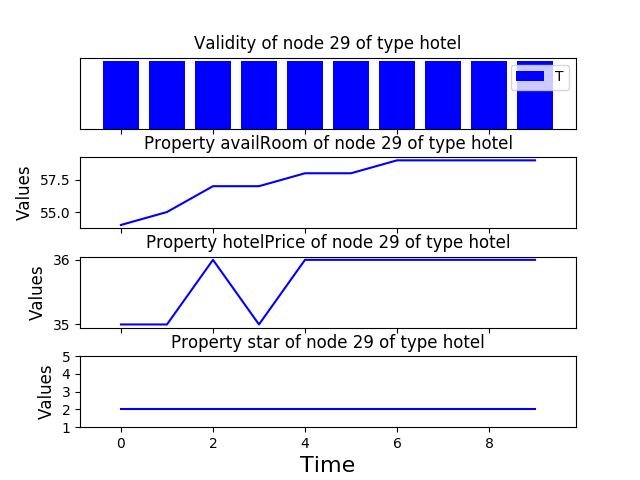 Validity of node 29 of type hotel
T
Property availRoom of node 29 of type hotel
57.5
55.0
Values
Property hotelPrice of node 29 of type hotel
36
35
Values
Property star of node 29 of type hotel
5
4
3
2
1
Values
0 2 4 6 8
Time